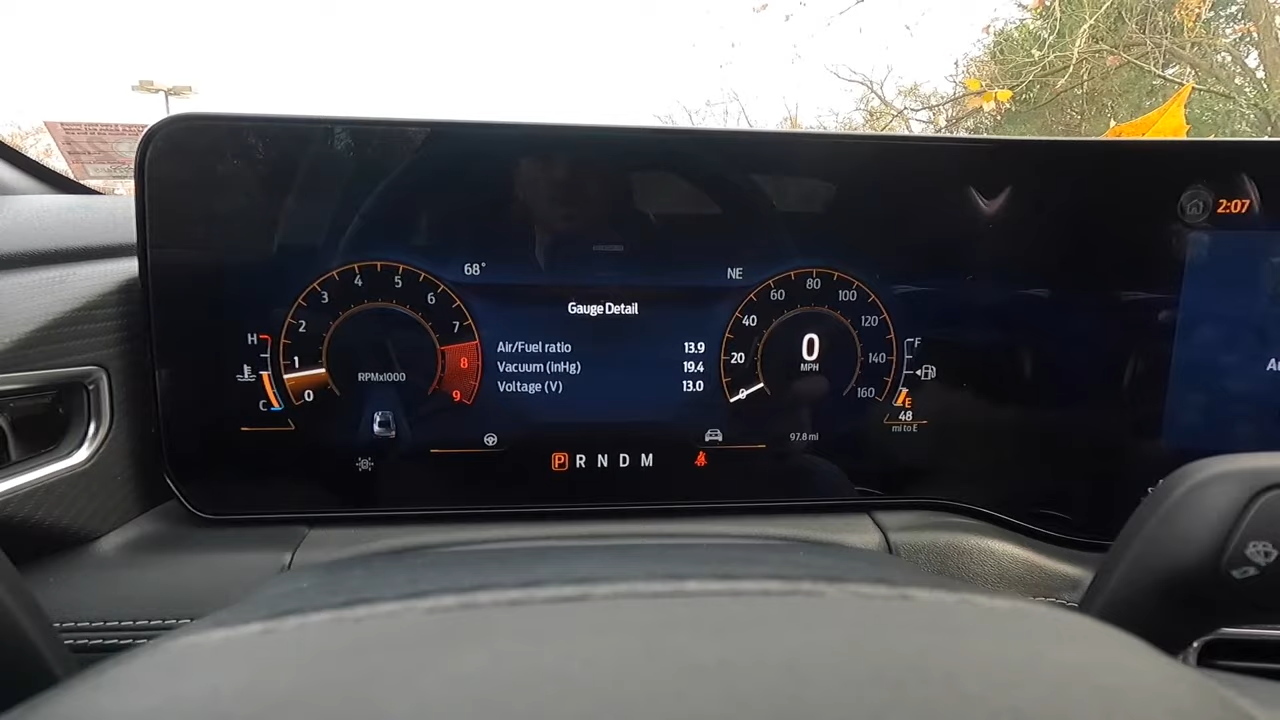 2:07
68°
NE
Gauge Detail
Air/Fuel ratio 13.9
Vacuum (InHg) 19.4
Voltage (V) 13.0
0 1 2 3 4 5 6 7 8 9
RPMx1000
H
C
0 20 40 60 80 100 120 140 160
0
MPH
F
E
48
mi to E
97.8 mi
P R N D M